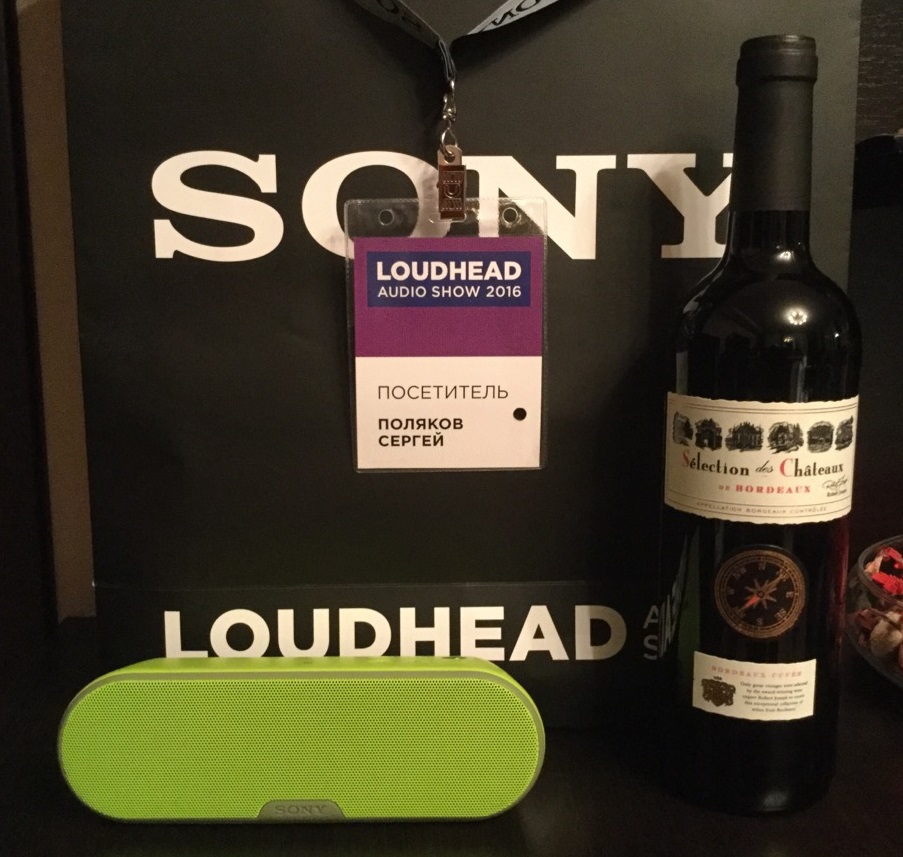 SONY
LOUDHEAD
AUDIO SHOW 2016
ПОСЕТИТЕЛЬ
ПОЛЯКОВ
СЕРГЕЙ
LOUDHEAD
SONY
Sélection des Châteaux
DE BORDEAUX
APPELLATION BORDEAUX CONTRÔLÉE
BORDEAUX CUVÉE